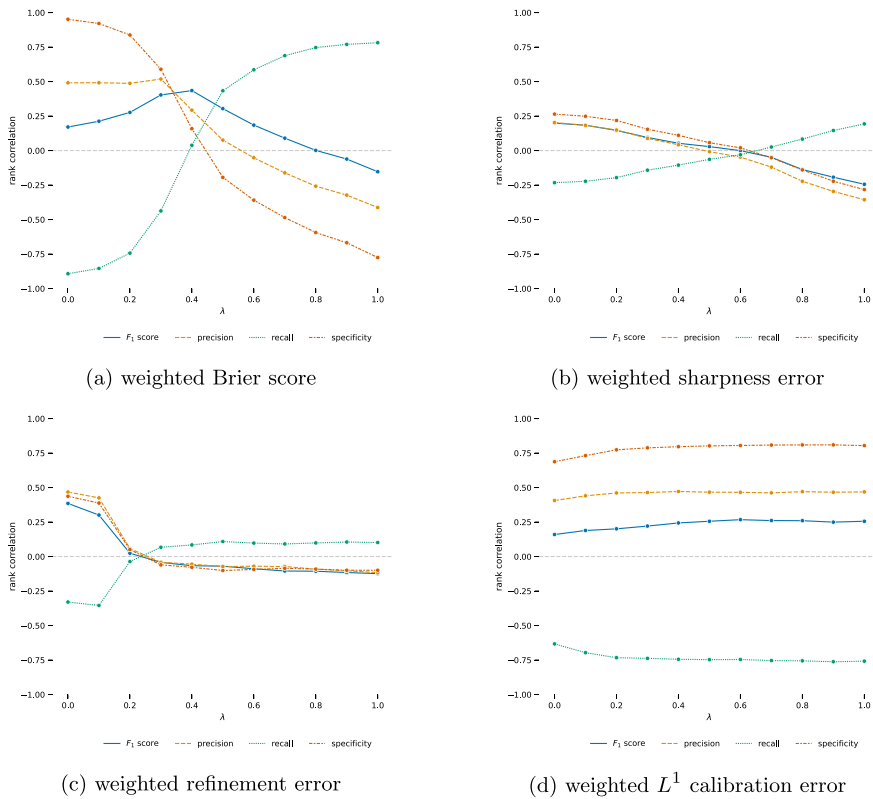 1.00
0.75
0.50
0.25
0.00
−0.25
−0.50
−0.75
−1.00
rank correlation
0.0 0.2 0.4 0.6 0.8 1.0
λ
F1 score precision recall specificity
(a) weighted Brier score
1.00
0.75
0.50
0.25
0.00
−0.25
−0.50
−0.75
−1.00
rank correlation
0.0 0.2 0.4 0.6 0.8 1.0
λ
F1 score precision recall specificity
(b) weighted sharpness error
1.00
0.75
0.50
0.25
0.00
−0.25
−0.50
−0.75
−1.00
rank correlation
0.0 0.2 0.4 0.6 0.8 1.0
λ
F1 score precision recall specificity
(c) weighted refinement error
1.00
0.75
0.50
0.25
0.00
−0.25
−0.50
−0.75
−1.00
rank correlation
0.0 0.2 0.4 0.6 0.8 1.0
λ
F1 score precision recall specificity
(d) weighted L^1 calibration error